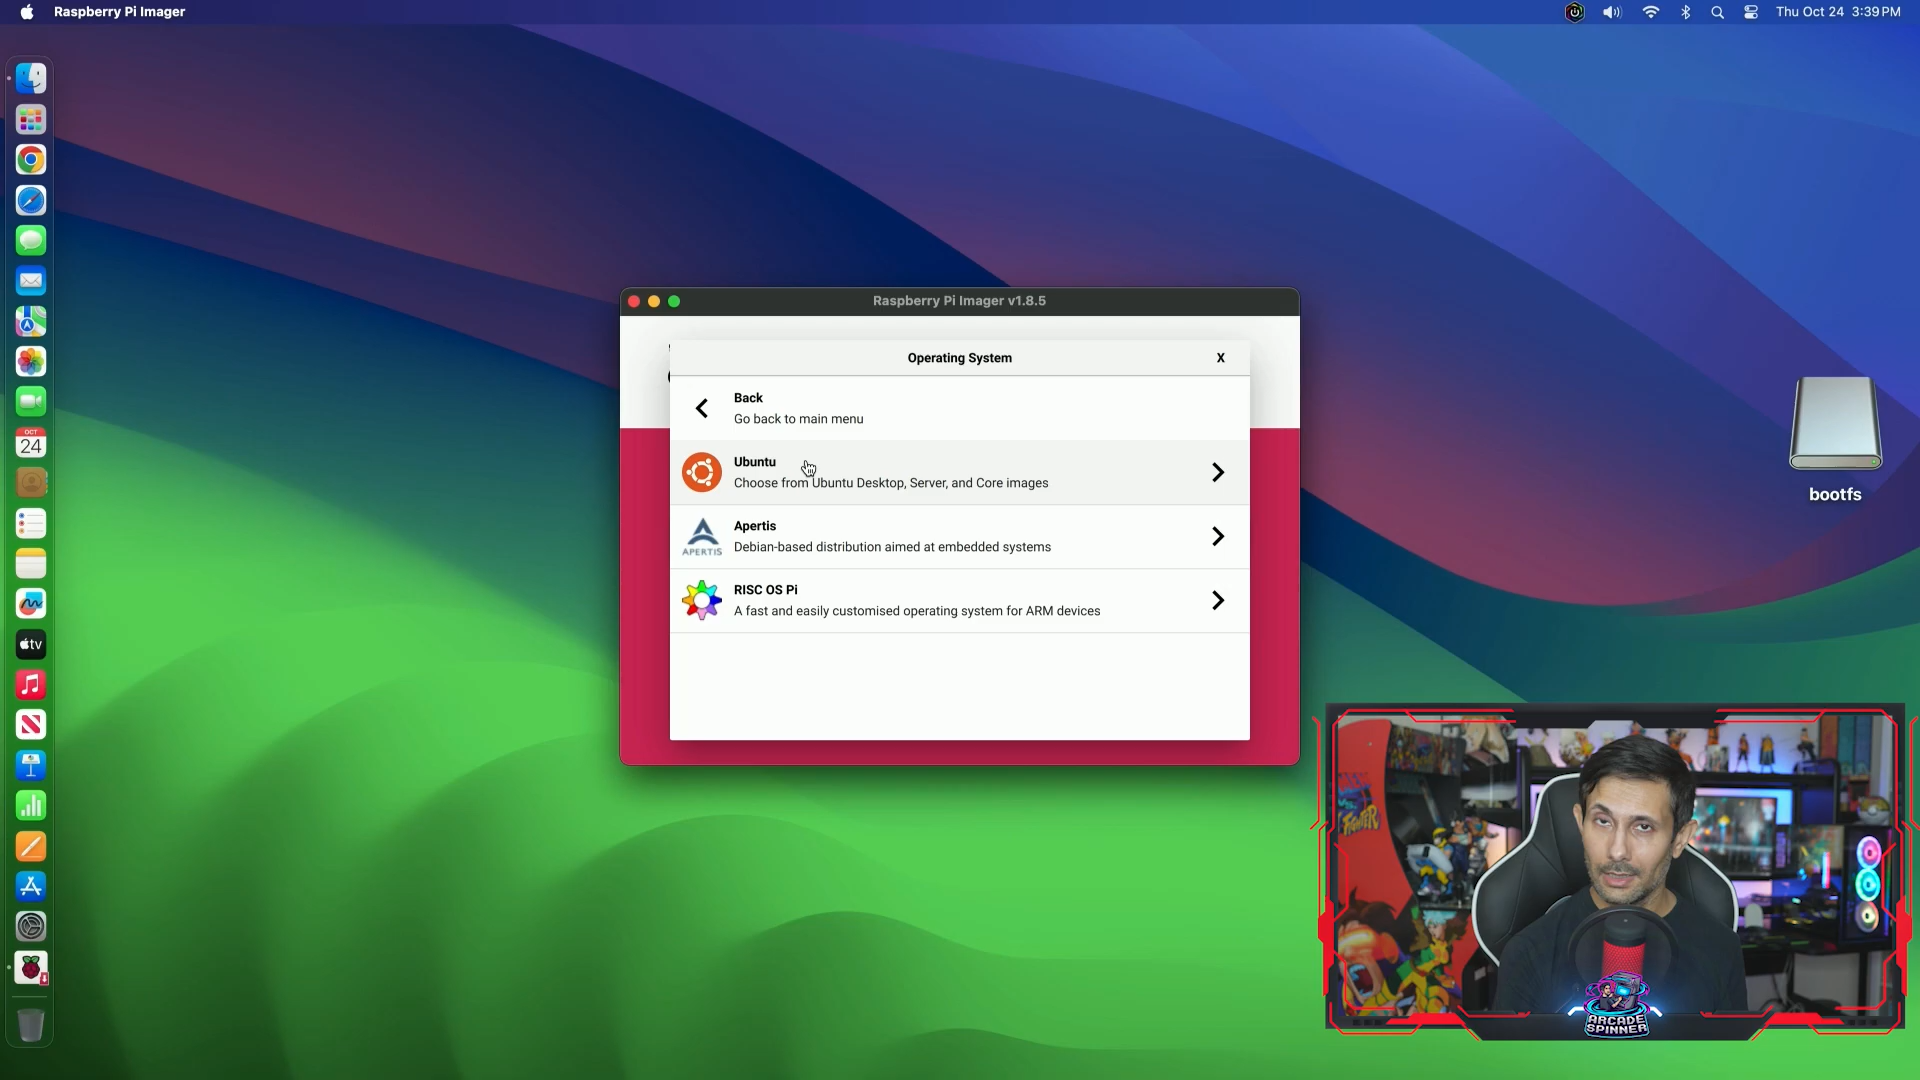 Raspberry Pi Imager
Thu Oct 24 3:39 PM
Raspberry Pi Imager v1.8.5
Operating System
X
Back
Go back to main menu
Ubuntu
Choose from Ubuntu Desktop, Server, and Core images
APERTIS
Apertis
Debian-based distribution aimed at embedded systems
RISC OS Pi
A fast and easily customised operating system for ARM devices
bootfs
OCT
24
tv
VS.
FIGHTER
ARCADE
SPINNER